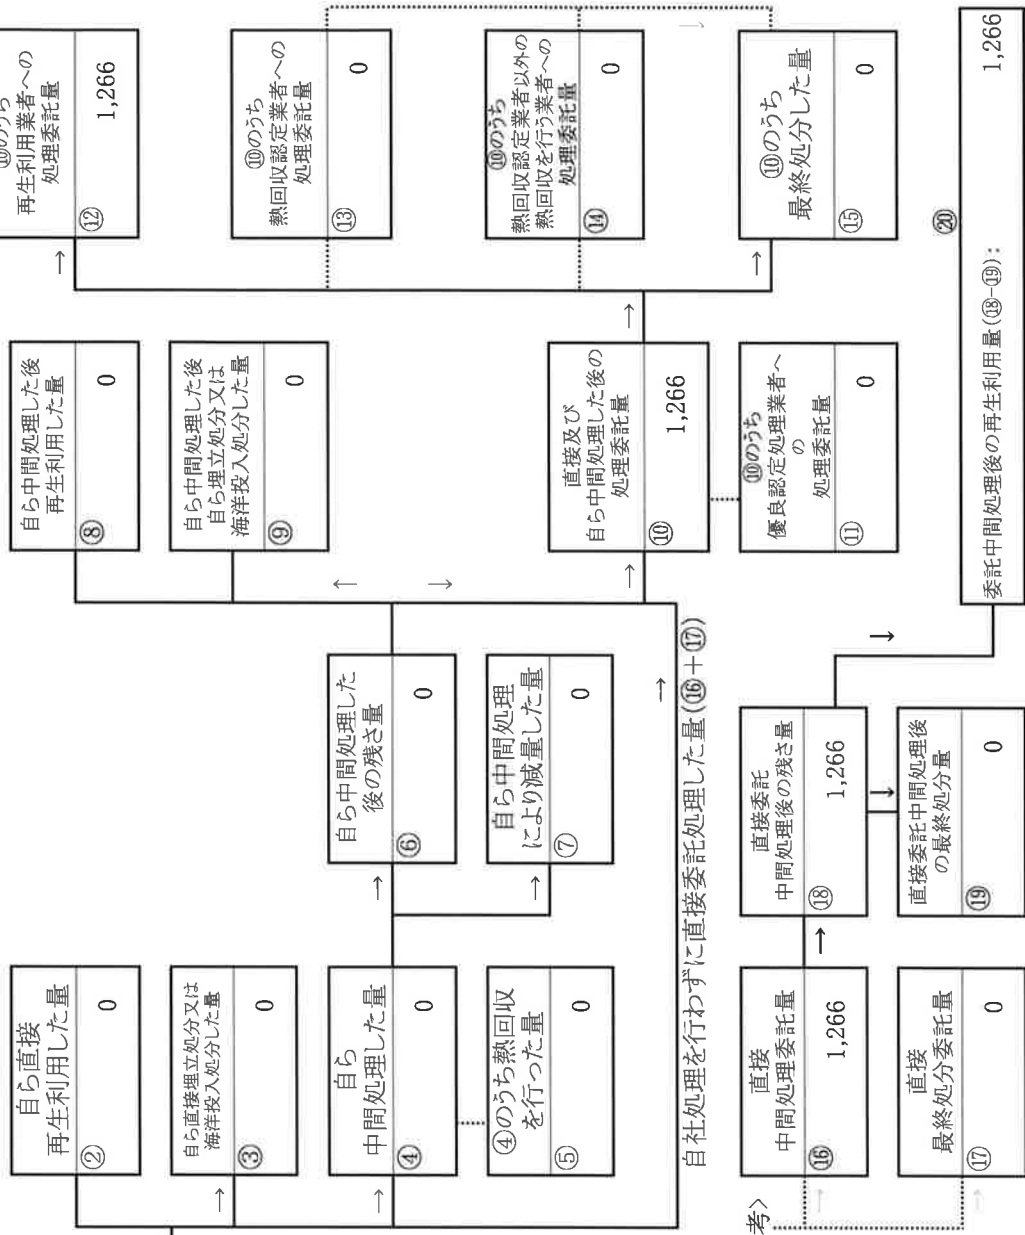 自ら直接
再生利用した量
②
0
自ら直接埋立処分又は
海洋投入処分した量
③
0
自ら
中間処理した量
④
0
④のうち熱回収
を行った量
⑤
0
自ら中間処理した
後の残さ量
⑥
0
自ら中間処理
により減量した量
⑦
0
自ら中間処理した後
再生利用した量
⑧
0
自ら中間処理した後
自ら埋立処分又は
海洋投入処分した量
⑨
0
直接及び
自ら中間処理した後の
処理委託量
⑩
1,266
⑩のうち
優良認定処理業者へ
の
処理委託量
⑪
0
⑩のうち
再生利用業者への
処理委託量
⑫
1,266
⑩のうち
熱回収認定業者への
処理委託量
⑬
0
⑩のうち
熱回収認定業者以外の
熱回収を行う業者への
処理委託量
⑭
0
⑩のうち
最終処分した量
⑮
0
自社処理を行わずに直接委託処理した量(⑯+⑰)
考>
直接
中間処理委託量
⑯
1,266
直接
最終処分委託量
⑰
0
直接委託
中間処理後の残さ量
⑱
1,266
直接委託中間処理後
の最終処分量
⑲
0
⑳
委託中間処理後の再生利用量(⑱-⑲):
1,266